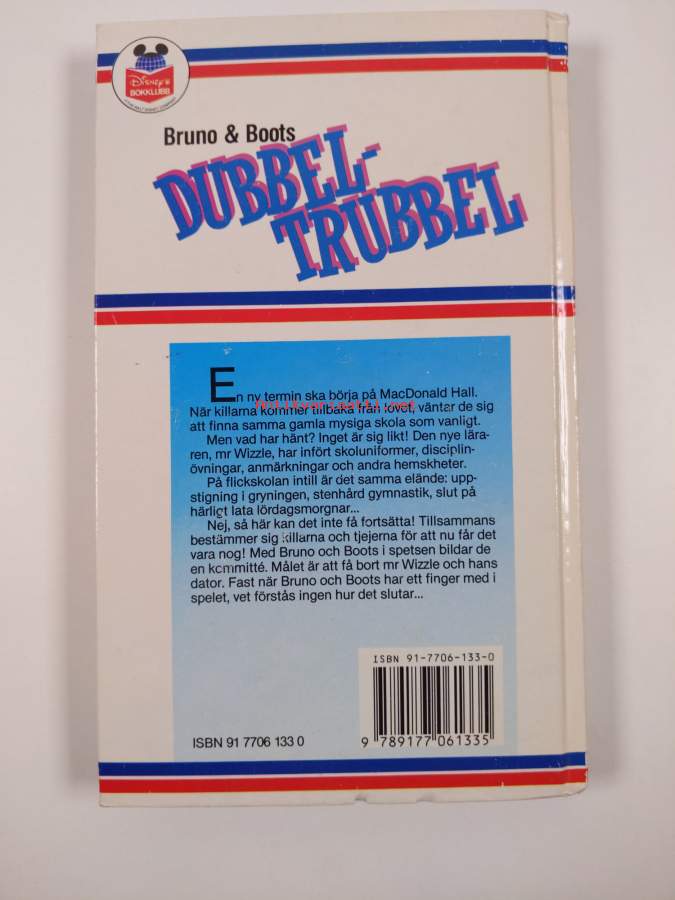 DISNEY'S
BOKKLUBB
Bruno & Boots
DUBBEL-
TRUBBEL
En ny termin ska börja på MacDonald Hall.
När killarna kommer tillbaka från lovet, väntar de sig
att finna samma gamla mysiga skola som vanligt.
Men vad har hänt? Inget är sig likt! Den nye lära-
ren, mr Wizzle, har infört skoluniformer, disciplin-
övningar, anmärkningar och andra hemskheter.
På flickskolan intill är det samma elände: upp-
stigning i gryningen, stenhård gymnastik, slut på
härligt lata lördagsmorgnar...
Nej, så här kan det inte få fortsätta! Tillsammans
bestämmer sig killarna och tjejerna för att nu får det
vara nog! Med Bruno och Boots i spetsen bildar de
en kommitté. Målet är att få bort mr Wizzle och hans
dator. Fast när Bruno och Boots har ett finger med i
spelet, vet förstås ingen hur det slutar...
ISBN 91-7706-133-0
ISBN 91 7706 133 0
9 789177 061335